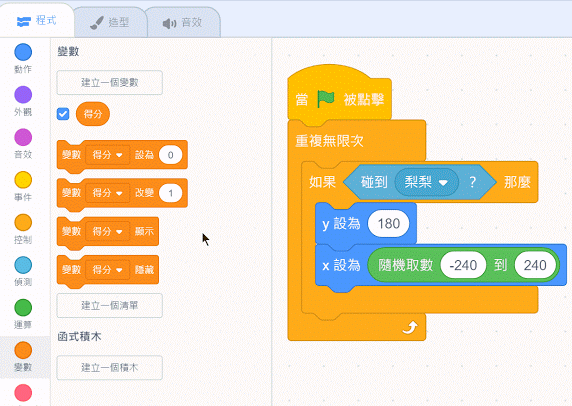 程式 造型 音效
動作
外觀
音效
事件
控制
偵測
運算
變數
變數
建立一個變數
得分
變數 得分 設為 0
變數 得分 改變 1
變數 得分 顯示
變數 得分 隱藏
建立一個清單
函式積木
建立一個積木
當 被點擊
重複無限次
如果 碰到 梨梨 ? 那麼
y 設為 180
x 設為 隨機取數 -240 到 240